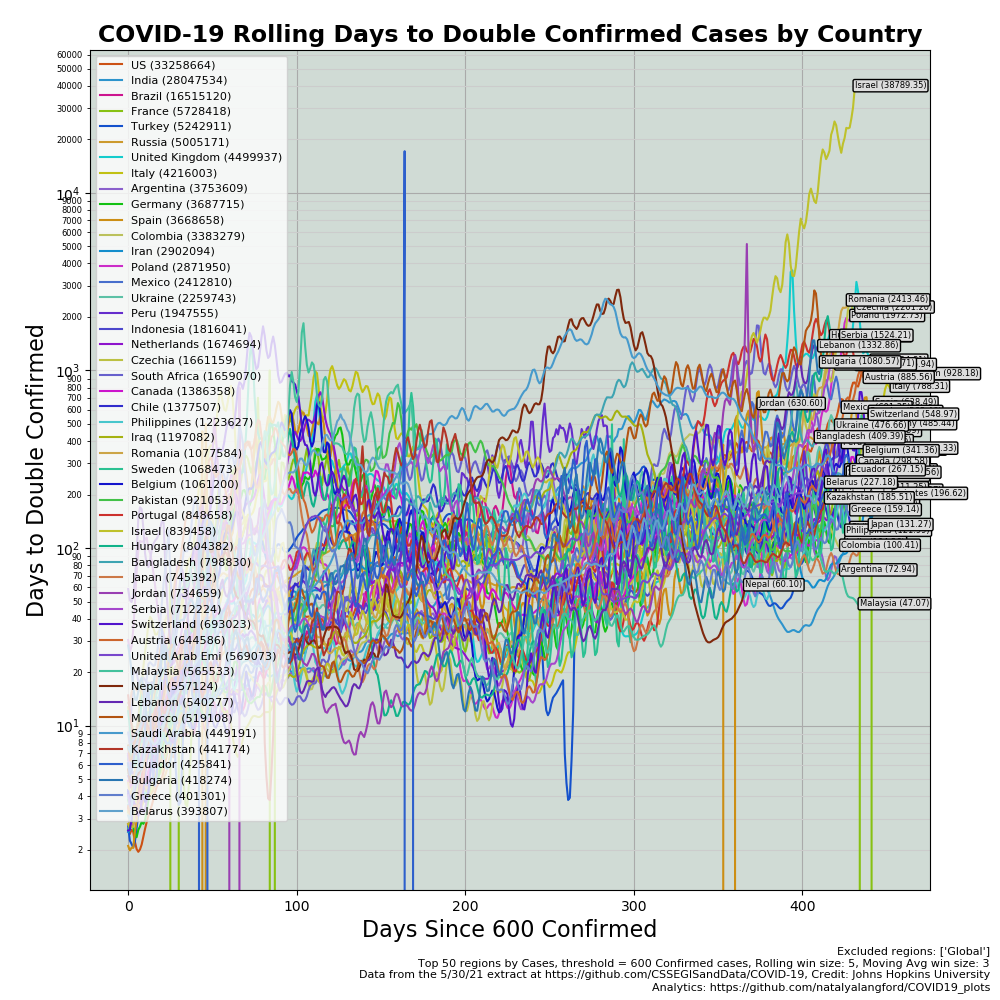 COVID-19 Rolling Days to Double Confirmed Cases by Country
Days to Double Confirmed
60000
50000
40000
30000
20000
10^4
9000
8000
7000
6000
5000
4000
3000
2000
10^3
900
800
700
600
500
400
300
200
10^2
90
80
70
60
50
40
30
20
10^1
9
8
7
6
5
4
3
2
US (33258664)
India (28047534)
Brazil (16515120)
France (5728418)
Turkey (5242911)
Russia (5005171)
United Kingdom (4499937)
Italy (4216003)
Argentina (3753609)
Germany (3687715)
Spain (3668658)
Colombia (3383279)
Iran (2902094)
Poland (2871950)
Mexico (2412810)
Ukraine (2259743)
Peru (1947555)
Indonesia (1816041)
Netherlands (1674694)
Czechia (1661159)
South Africa (1659070)
Canada (1386358)
Chile (1377507)
Philippines (1223627)
Iraq (1197082)
Romania (1077584)
Sweden (1068473)
Belgium (1061200)
Pakistan (921053)
Portugal (848658)
Israel (839458)
Hungary (804382)
Bangladesh (798830)
Japan (745392)
Jordan (734659)
Serbia (712224)
Switzerland (693023)
Austria (644586)
United Arab Emi (569073)
Malaysia (565533)
Nepal (557124)
Lebanon (540277)
Morocco (519108)
Saudi Arabia (449191)
Kazakhstan (441774)
Ecuador (425841)
Bulgaria (418274)
Greece (401301)
Belarus (393807)
Israel (38789.35)
Romania (2413.46)
Poland (1972.75)
Serbia (1524.21)
Lebanon (1332.86)
Bulgaria (1080.57)
(928.18)
Austria (885.56)
Italy (788.31)
Jordan (630.60)
Switzerland (548.97)
Ukraine (476.66)
Bangladesh (409.39)
Belgium (341.36)
Ecuador (267.15)
Belarus (227.18)
(196.62)
Kazakhstan (185.51)
Greece (159.14)
Japan (131.27)
Colombia (100.41)
Argentina (72.94)
Nepal (60.10)
Malaysia (47.07)
0
100
200
300
400
Days Since 600 Confirmed
Excluded regions: ['Global']
Top 50 regions by Cases, threshold = 600 Confirmed cases, Rolling win size: 5, Moving Avg win size: 3
Data from the 5/30/21 extract at https://github.com/CSSEGISandData/COVID-19, Credit: Johns Hopkins University
Analytics: https://github.com/natalyalangford/COVID19_plots